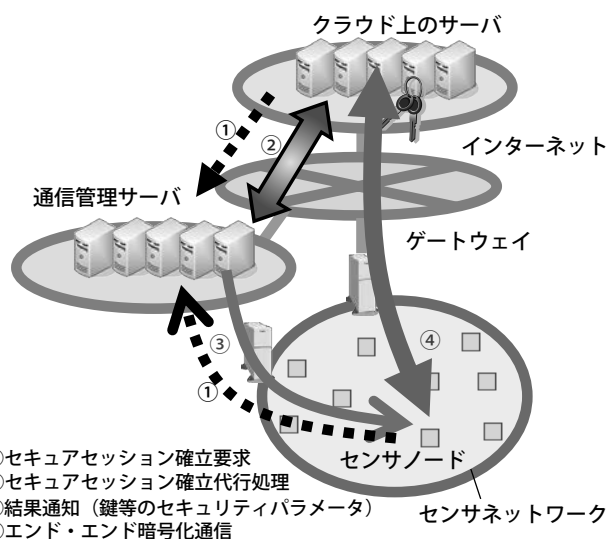 クラウド上のサーバ
①
②
インターネット
通信管理サーバ
ゲートウェイ
③
④
①
センサノード
①セキュアセッション確立要求
②セキュアセッション確立代行処理
③結果通知（鍵等のセキュリティパラメータ）
④エンド・エンド暗号化通信
センサネットワーク